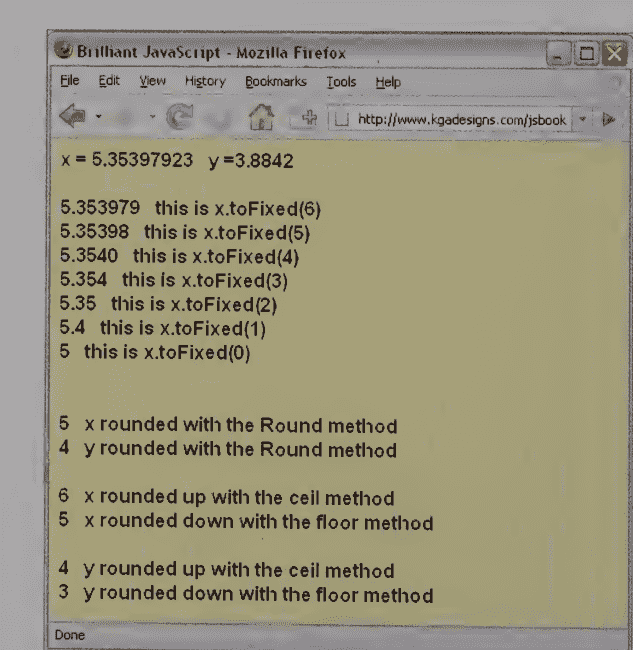 Brilliant JavaScript - Mozilla Firefox
File Edit View History Bookmarks Tools Help
http://www.kgadesigns.com/jsbook
x = 5.35397923 y =3.8842
5.353979 this is x.toFixed(6)
5.35398 this is x.toFixed(5)
5.3540 this is x.toFixed(4)
5.354 this is x.toFixed(3)
5.35 this is x.toFixed(2)
5.4 this is x.toFixed(1)
5 this is x.toFixed(0)
5 x rounded with the Round method
4 y rounded with the Round method
6 x rounded up with the ceil method
5 x rounded down with the floor method
4 y rounded up with the ceil method
3 y rounded down with the floor method
Done